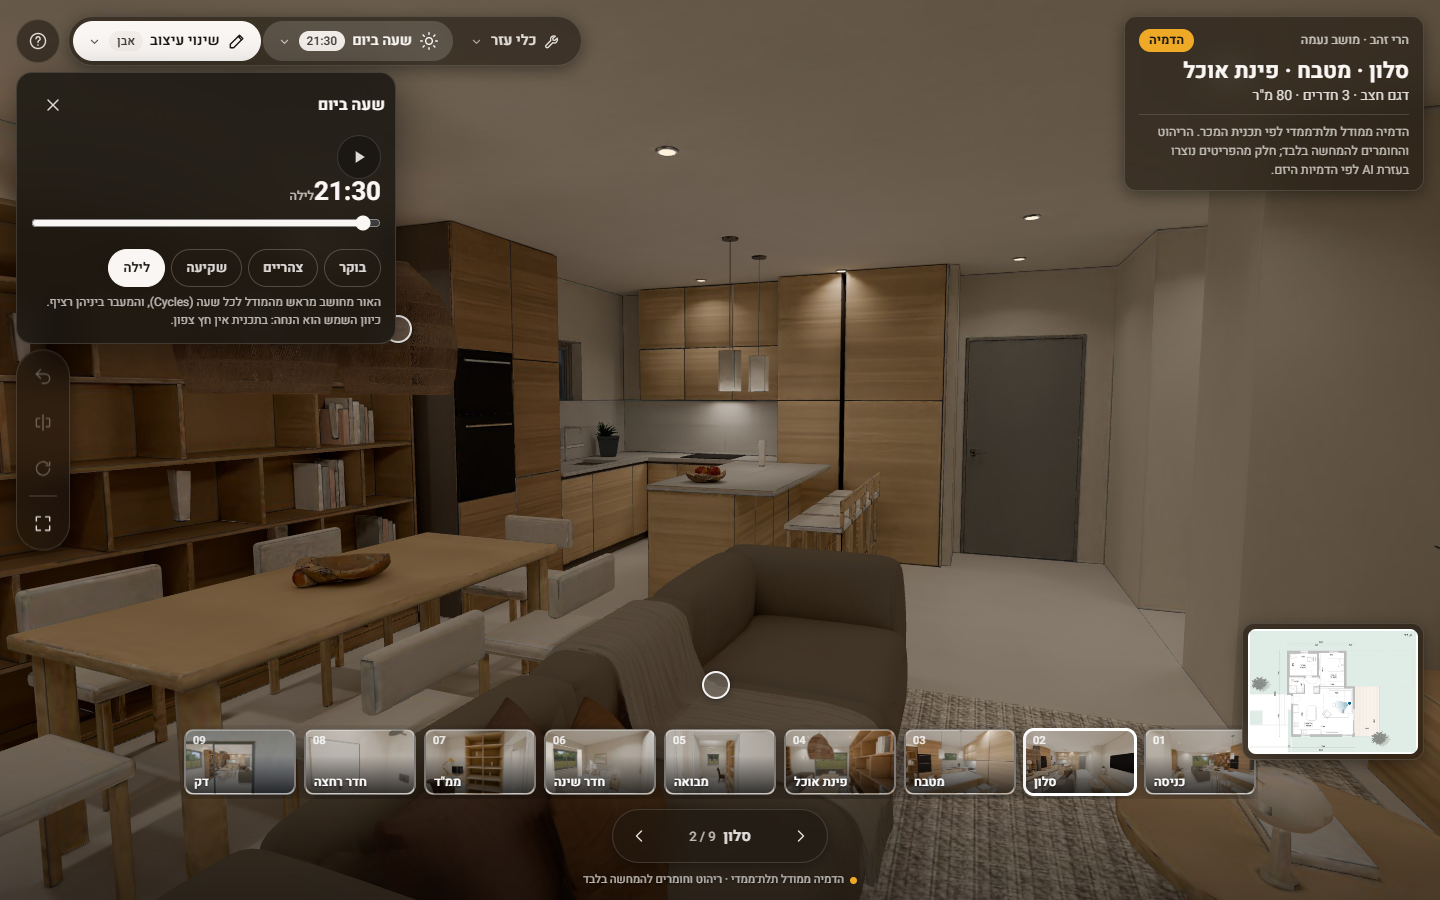 כלי עזר
שעה ביום
21:30
שינוי עיצוב
אבן
הרי זהב · מושב נעמה
הדמיה
סלון · מטבח · פינת אוכל
דגם חצב · 3 חדרים · 80 מ"ר
הדמיה ממודל תלת־ממדי לפי תכנית המכר. הריהוט
והחומרים להמחשה בלבד; חלק מהפריטים נוצרו
בעזרת AI לפי הדמיות היזם.
שעה ביום
21:30 לילה
בוקר
צהריים
שקיעה
לילה
האור מחושב מראש מהמודל לכל שעה (Cycles), והמעבר ביניהן רציף.
כיוון השמש הוא הנחה: בתכנית אין חץ צפון.
01
כניסה
02
סלון
03
מטבח
04
פינת אוכל
05
מבואה
06
חדר שינה
07
ממ"ד
08
חדר רחצה
09
דק
סלון 2 / 9
הדמיה ממודל תלת־ממדי · ריהוט וחומרים להמחשה בלבד